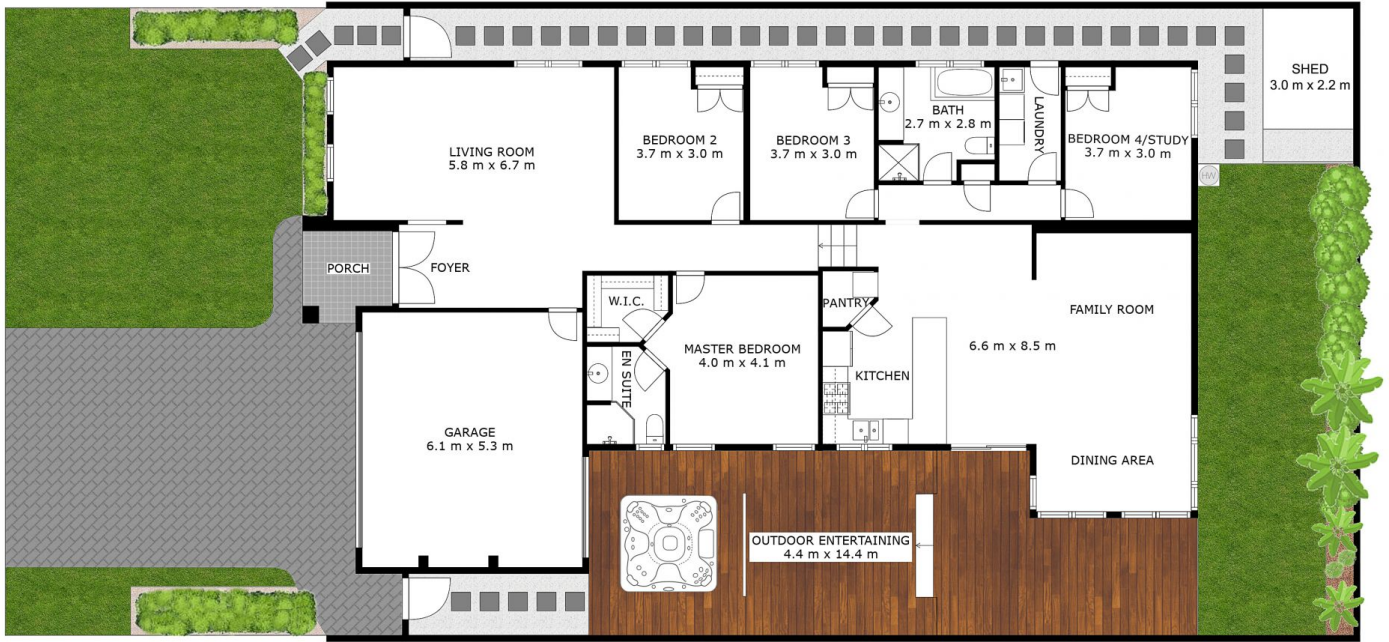 SHED
3.0 m x 2.2 m
LIVING ROOM
5.8 m x 6.7 m
BEDROOM 2
3.7 m x 3.0 m
BEDROOM 3
3.7 m x 3.0 m
BATH
2.7 m x 2.8 m
LAUNDRY
BEDROOM 4/STUDY
3.7 m x 3.0 m
HW
PORCH
FOYER
W.I.C.
PANTRY
FAMILY ROOM
MASTER BEDROOM
4.0 m x 4.1 m
6.6 m x 8.5 m
EN SUITE
KITCHEN
GARAGE
6.1 m x 5.3 m
DINING AREA
OUTDOOR ENTERTAINING
4.4 m x 14.4 m